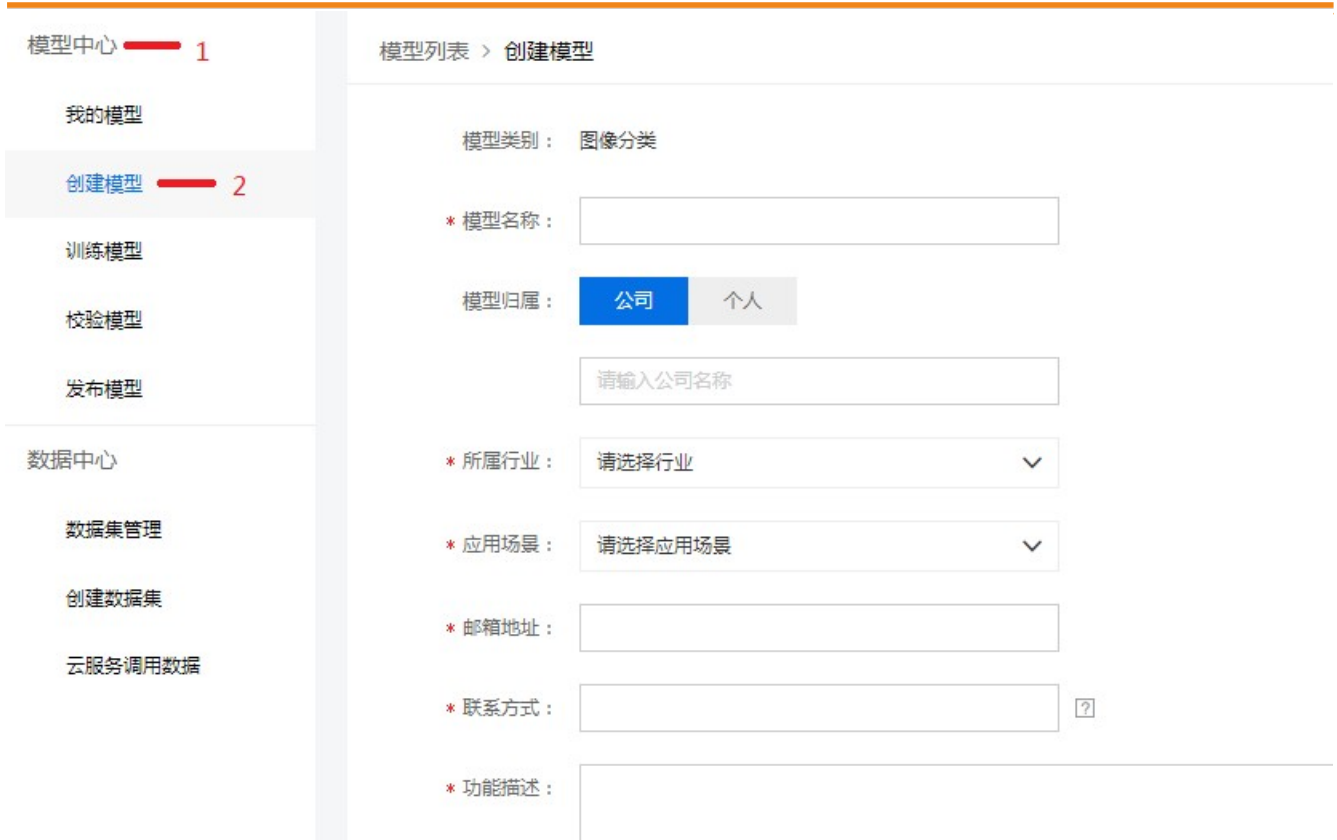 模型中心 1
我的模型
创建模型 2
训练模型
校验模型
发布模型
数据中心
数据集管理
创建数据集
云服务调用数据
模型列表 > 创建模型
模型类别： 图像分类
* 模型名称：
模型归属： 公司 个人
请输入公司名称
* 所属行业： 请选择行业
* 应用场景： 请选择应用场景
* 邮箱地址：
* 联系方式： ?
* 功能描述：